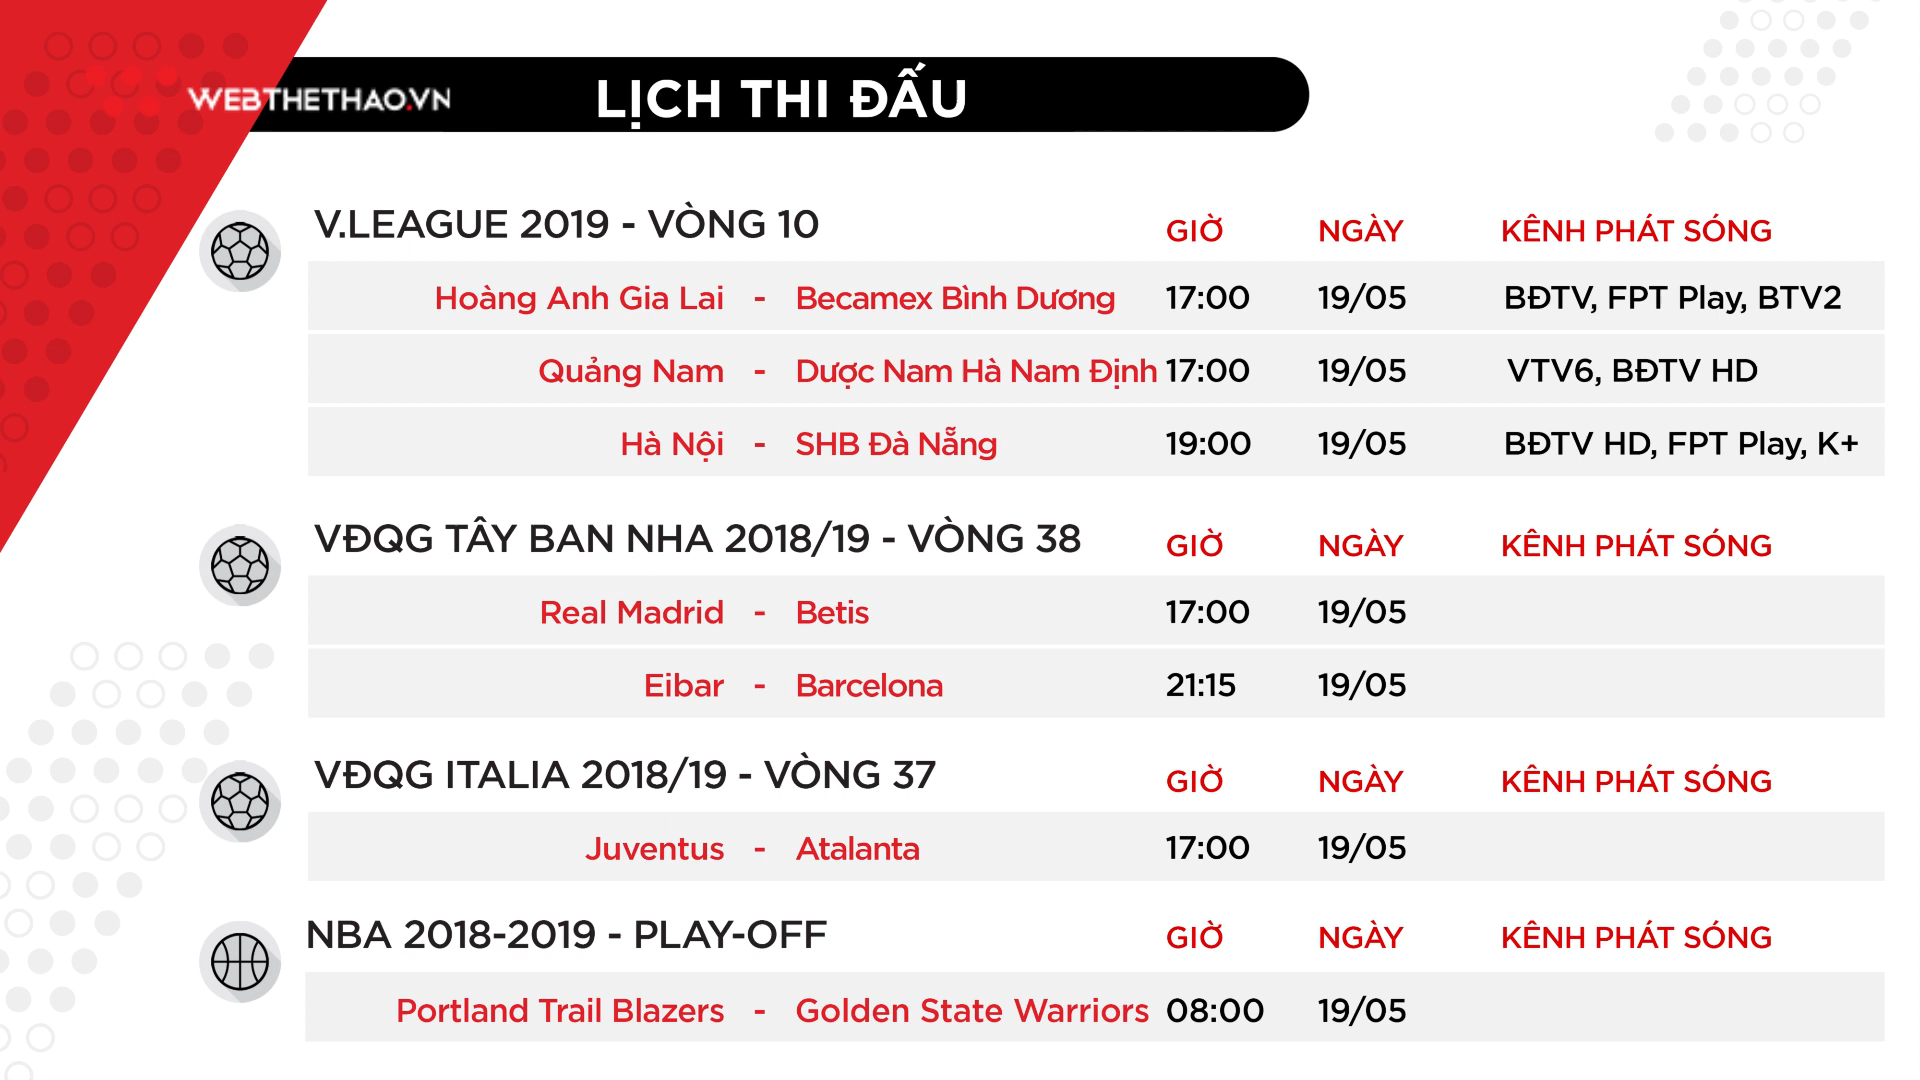 WEBTHETHAO.VN
LỊCH THI ĐẤU
V.LEAGUE 2019 - VÒNG 10 GIỜ NGÀY KÊNH PHÁT SÓNG
Hoàng Anh Gia Lai - Becamex Bình Dương 17:00 19/05 BĐTV, FPT Play, BTV2
Quảng Nam - Dược Nam Hà Nam Định 17:00 19/05 VTV6, BĐTV HD
Hà Nội - SHB Đà Nẵng 19:00 19/05 BĐTV HD, FPT Play, K+
VĐQG TÂY BAN NHA 2018/19 - VÒNG 38 GIỜ NGÀY KÊNH PHÁT SÓNG
Real Madrid - Betis 17:00 19/05
Eibar - Barcelona 21:15 19/05
VĐQG ITALIA 2018/19 - VÒNG 37 GIỜ NGÀY KÊNH PHÁT SÓNG
Juventus - Atalanta 17:00 19/05
NBA 2018-2019 - PLAY-OFF GIỜ NGÀY KÊNH PHÁT SÓNG
Portland Trail Blazers - Golden State Warriors 08:00 19/05